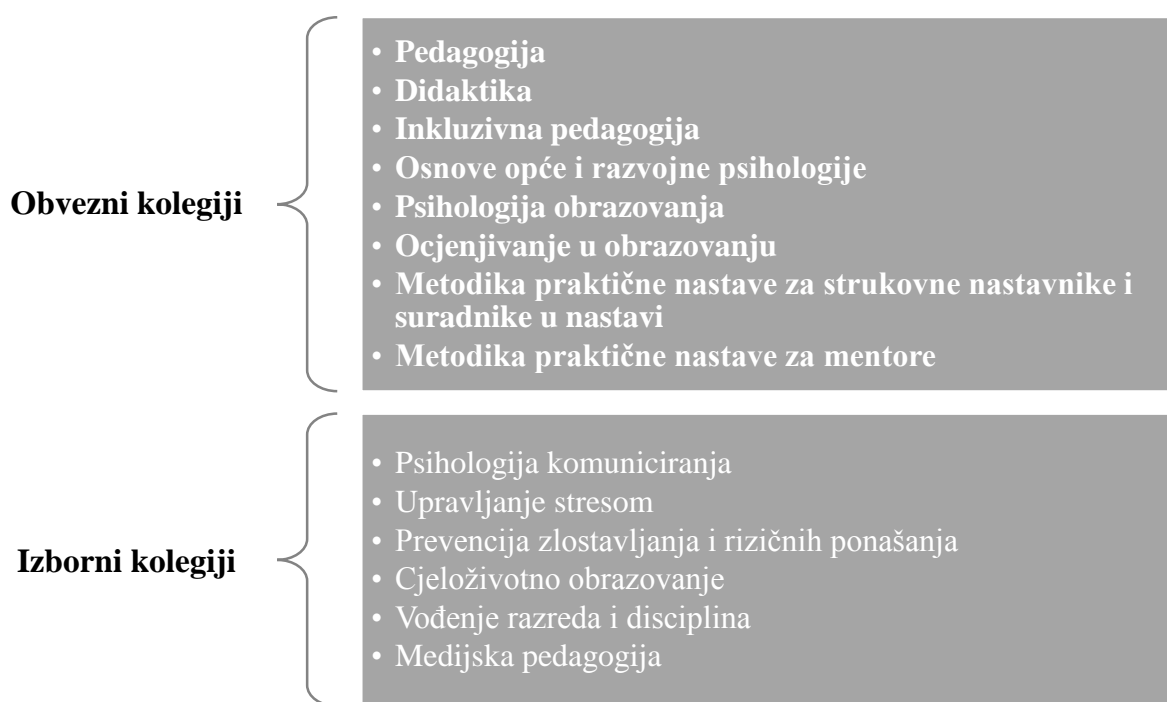 Obvezni kolegiji
• Pedagogija
• Didaktika
• Inkluzivna pedagogija
• Osnove opće i razvojne psihologije
• Psihologija obrazovanja
• Ocjenjivanje u obrazovanju
• Metodika praktične nastave za strukovne nastavnike i
suradnike u nastavi
• Metodika praktične nastave za mentore
Izborni kolegiji
• Psihologija komuniciranja
• Upravljanje stresom
• Prevencija zlostavljanja i rizičnih ponašanja
• Cjeloživotno obrazovanje
• Vođenje razreda i disciplina
• Medijska pedagogija